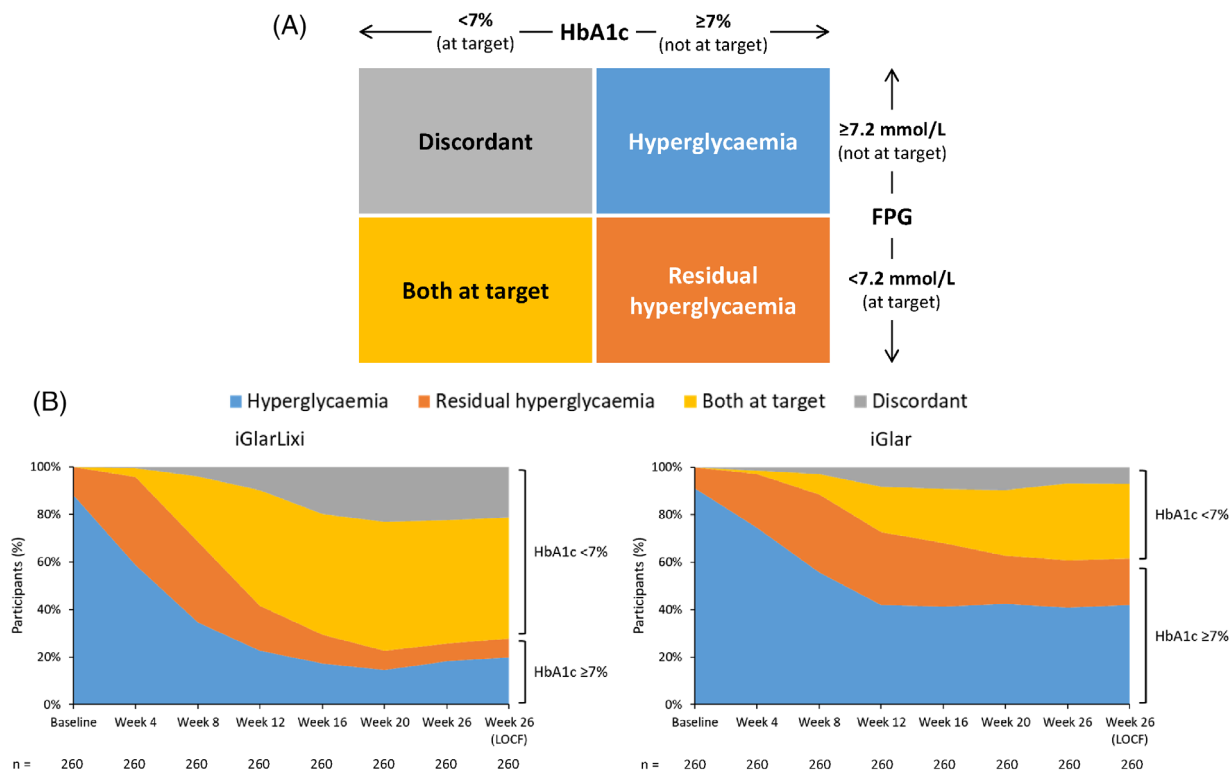 (A)
<7%
(at target)
HbA1c
≥7%
(not at target)
Discordant
Hyperglycaemia
≥7.2 mmol/L
(not at target)
FPG
Both at target
Residual
hyperglycaemia
<7.2 mmol/L
(at target)
(B)
Hyperglycaemia Residual hyperglycaemia Both at target Discordant
iGlarLixi
100%
80%
60%
40%
20%
0%
Participants (%)
HbA1c <7%
HbA1c ≥7%
Baseline Week 4 Week 8 Week 12 Week 16 Week 20 Week 26 Week 26
(LOCF)
n = 260 260 260 260 260 260 260 260
iGlar
100%
80%
60%
40%
20%
0%
Participants (%)
HbA1c <7%
HbA1c ≥7%
Baseline Week 4 Week 8 Week 12 Week 16 Week 20 Week 26 Week 26
(LOCF)
n = 260 260 260 260 260 260 260 260